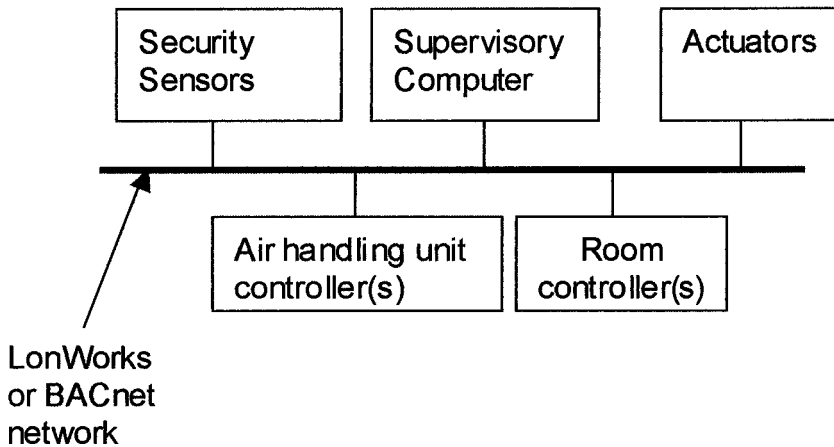 Security
Sensors
Supervisory
Computer
Actuators
Air handling unit
controller(s)
Room
controller(s)
LonWorks
or BACnet
network